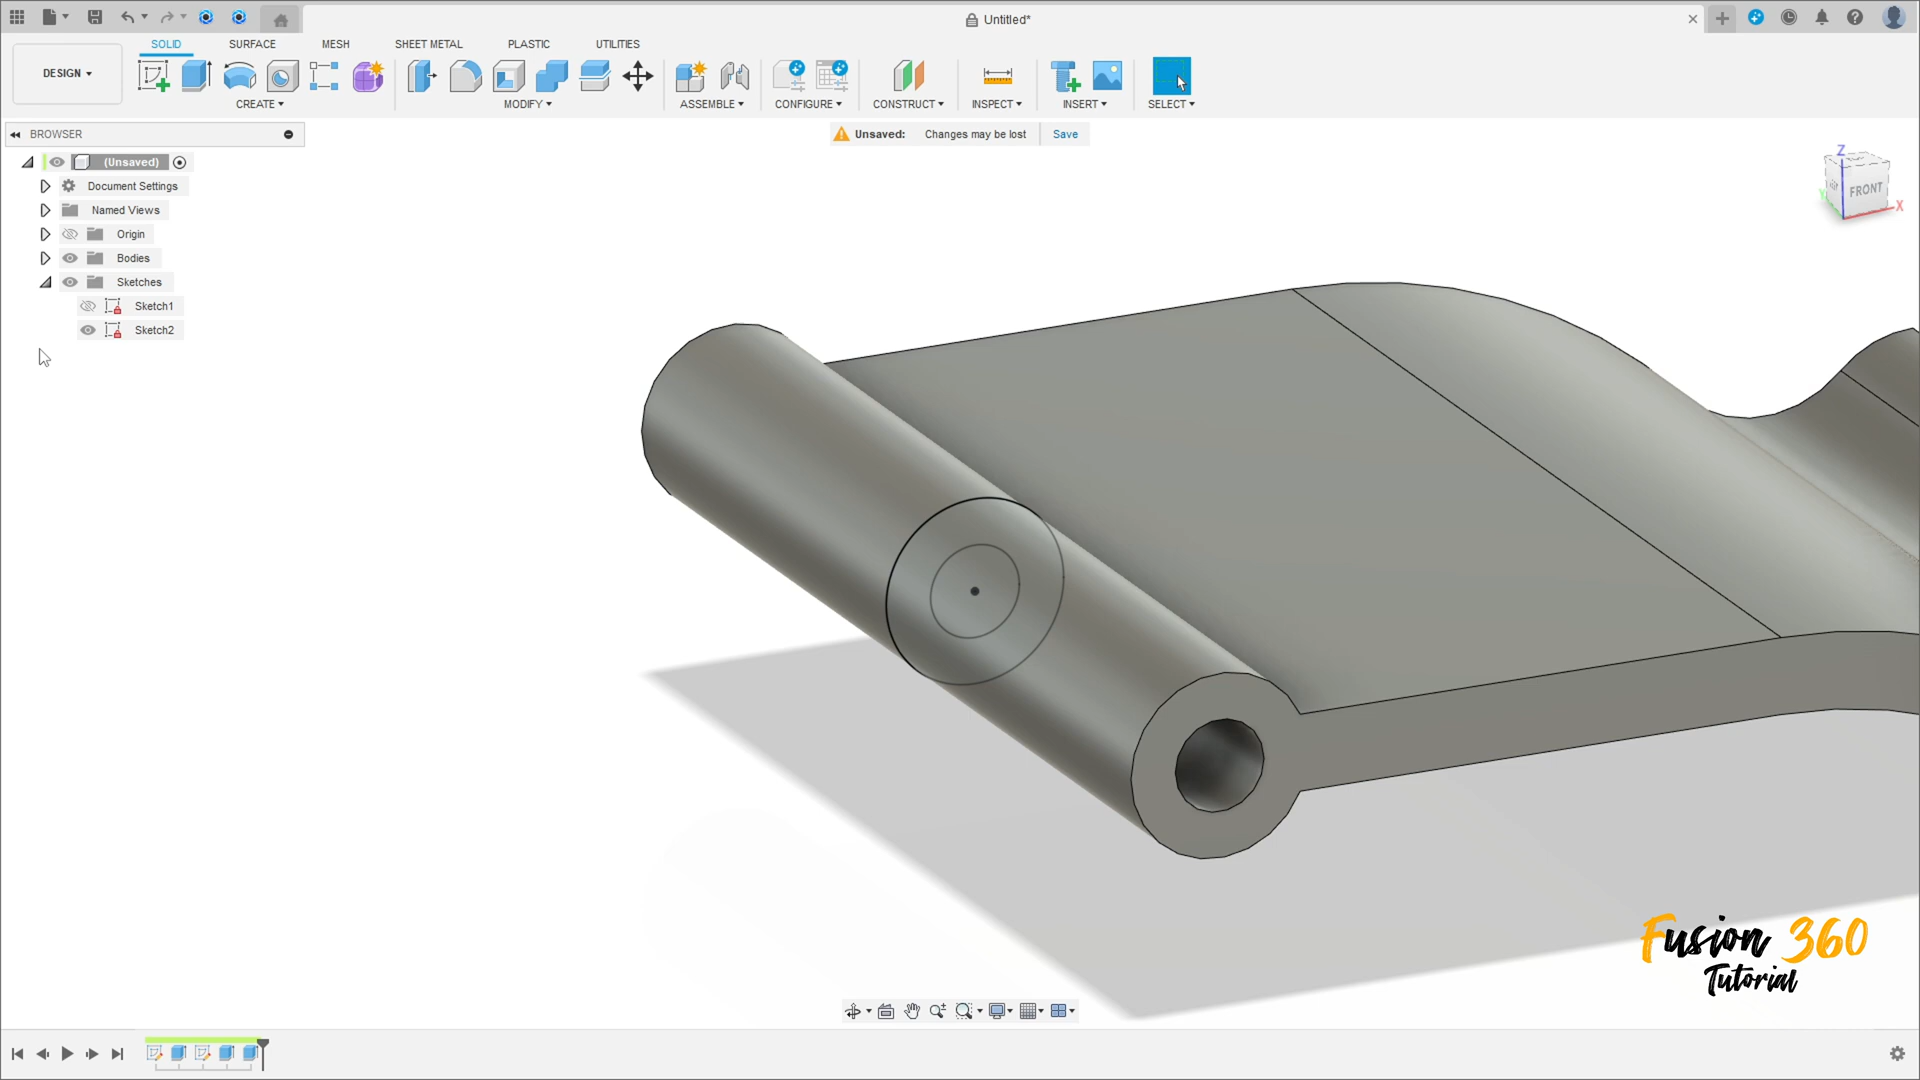 Untitled*
DESIGN
SOLID
SURFACE
MESH
SHEET METAL
PLASTIC
UTILITIES
CREATE
MODIFY
ASSEMBLE
CONFIGURE
CONSTRUCT
INSPECT
INSERT
SELECT
BROWSER
Unsaved: Changes may be lost
Save
(Unsaved)
Document Settings
Named Views
Origin
Bodies
Sketches
Sketch1
Sketch2
Z
FRONT
X
Fusion 360
Tutorial